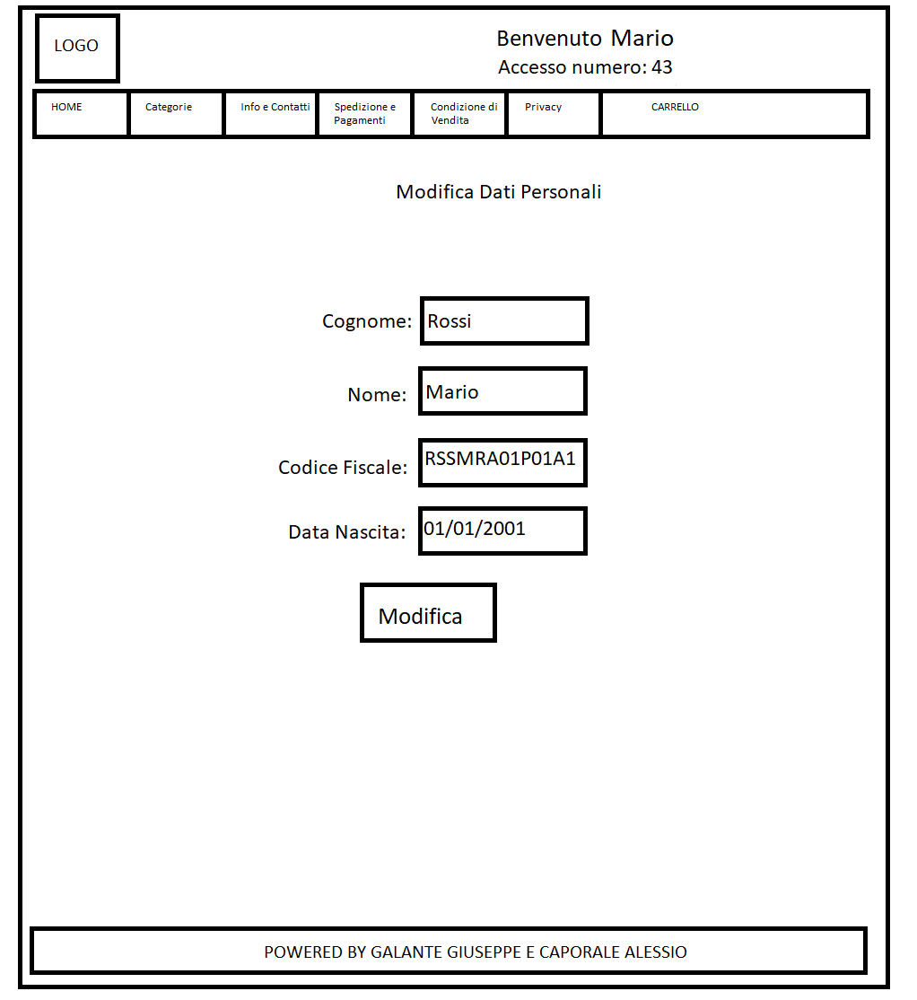 LOGO
Benvenuto Mario
Accesso numero: 43
HOME
Categorie
Info e Contatti
Spedizione e
Pagamenti
Condizione di
Vendita
Privacy
CARRELLO
Modifica Dati Personali
Cognome: Rossi
Nome: Mario
Codice Fiscale: RSSMRA01P01A1
Data Nascita: 01/01/2001
Modifica
POWERED BY GALANTE GIUSEPPE E CAPORALE ALESSIO